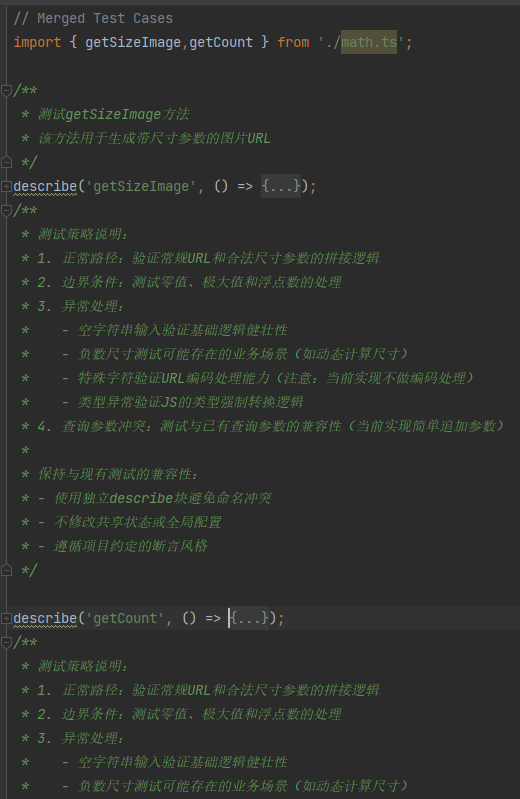 // Merged Test Cases
import { getSizeImage,getCount } from './math.ts';
/**
 * 测试getSizeImage方法
 * 该方法用于生成带尺寸参数的图片URL
 */
describe('getSizeImage', () => {...});
/**
 * 测试策略说明：
 * 1. 正常路径：验证常规URL和合法尺寸参数的拼接逻辑
 * 2. 边界条件：测试零值、极大值和浮点数的处理
 * 3. 异常处理：
 *    - 空字符串输入验证基础逻辑健壮性
 *    - 负数尺寸测试可能存在的业务场景（如动态计算尺寸）
 *    - 特殊字符验证URL编码处理能力（注意：当前实现不做编码处理）
 *    - 类型异常验证JS的类型强制转换逻辑
 * 4. 查询参数冲突：测试与已有查询参数的兼容性（当前实现简单追加参数）
 *
 * 保持与现有测试的兼容性：
 * - 使用独立describe块避免命名冲突
 * - 不修改共享状态或全局配置
 * - 遵循项目约定的断言风格
 */
describe('getCount', () => {...});
/**
 * 测试策略说明：
 * 1. 正常路径：验证常规URL和合法尺寸参数的拼接逻辑
 * 2. 边界条件：测试零值、极大值和浮点数的处理
 * 3. 异常处理：
 *    - 空字符串输入验证基础逻辑健壮性
 *    - 负数尺寸测试可能存在的业务场景（如动态计算尺寸）